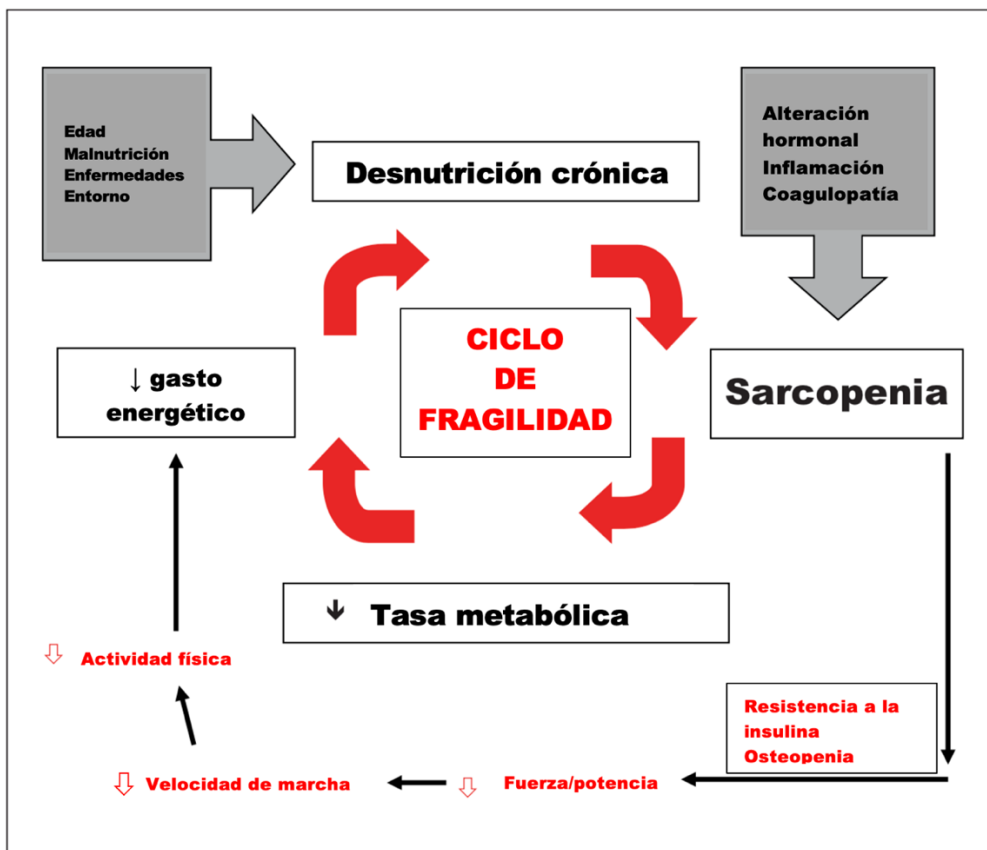 Edad
Malnutrición
Enfermedades
Entorno
Desnutrición crónica
Alteración
hormonal
Inflamación
Coagulopatía
CICLO
DE
FRAGILIDAD
↓ gasto
energético
Sarcopenia
↓ Tasa metabólica
⇩ Actividad física
Resistencia a la
insulina
Osteopenia
⇩ Velocidad de marcha
⇩ Fuerza/potencia